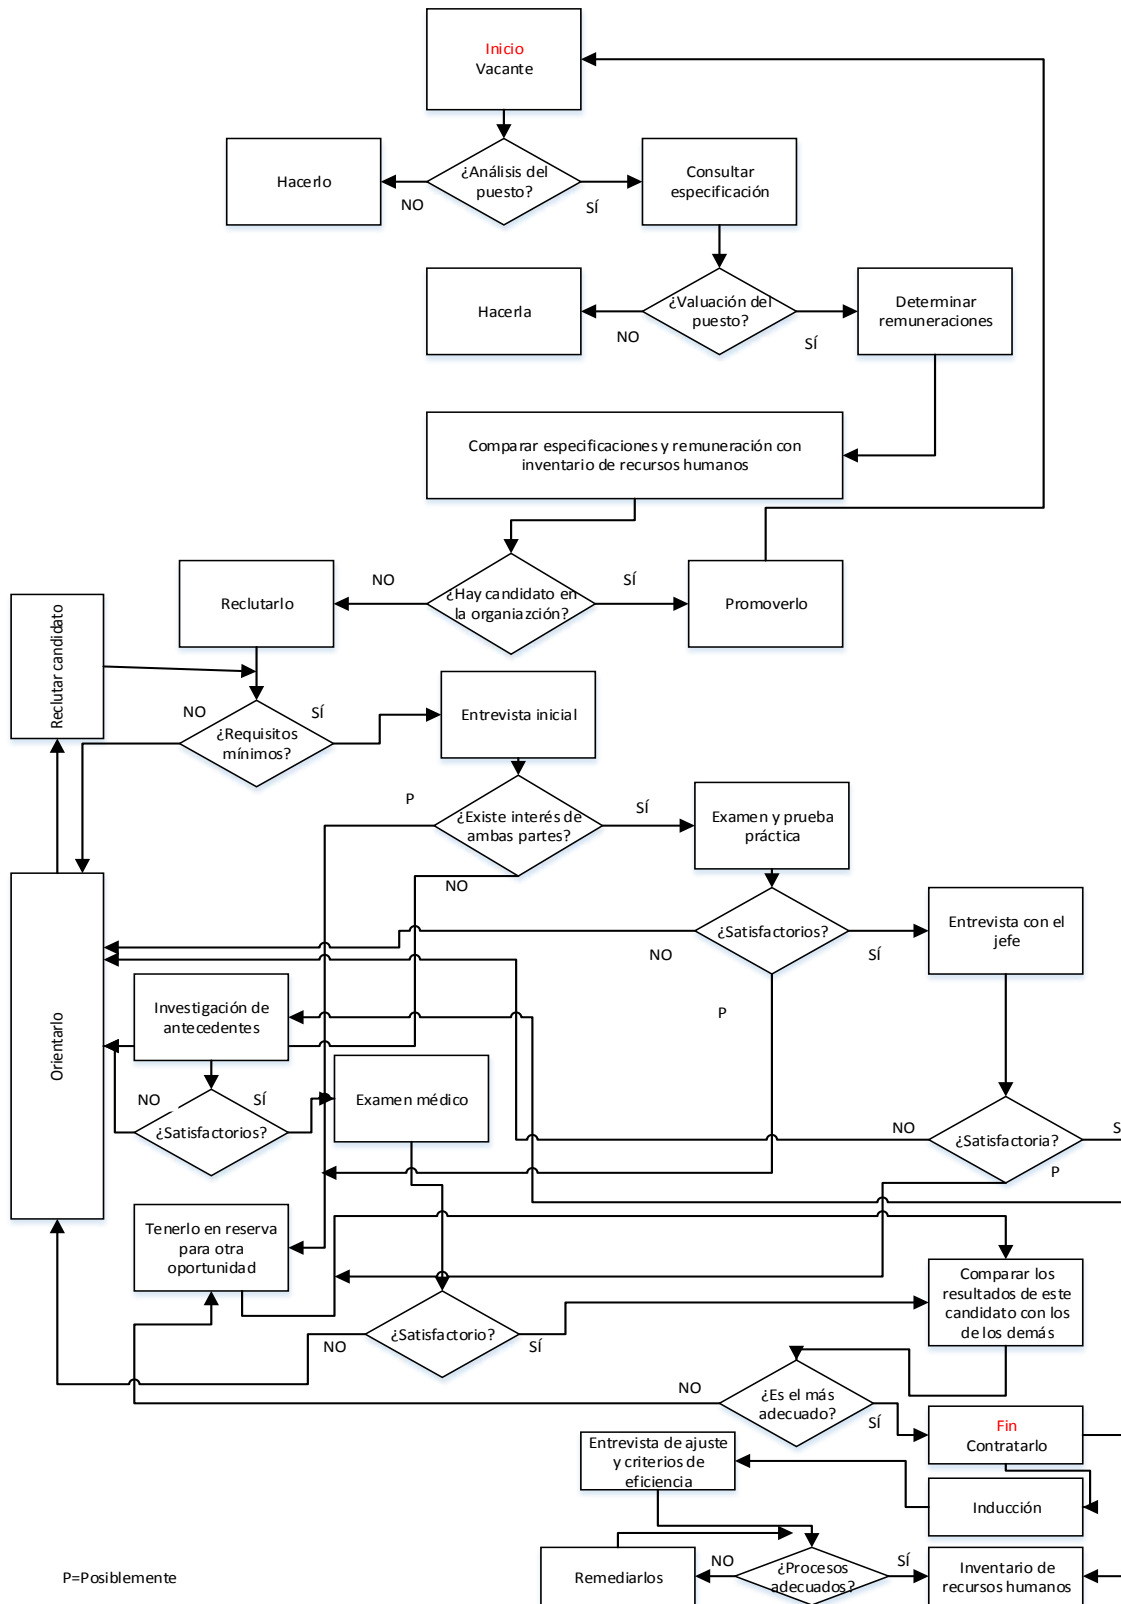 Inicio
Vacante
Hacerlo
NO
¿Análisis del
puesto?
SÍ
Consultar
especificación
Hacerla
NO
¿Valuación del
puesto?
SÍ
Determinar
remuneraciones
Comparar especificaciones y remuneración con
inventario de recursos humanos
Reclutarlo
NO
¿Hay candidato en
la organiazción?
SÍ
Promoverlo
Reclutar candidato
NO
¿Requisitos
mínimos?
SÍ
Entrevista inicial
P
¿Existe interés de
ambas partes?
SÍ
NO
Examen y prueba
práctica
Orientarlo
¿Satisfactorios?
NO
SÍ
P
Entrevista con el
jefe
Investigación de
antecedentes
NO
SÍ
¿Satisfactorios?
Examen médico
NO
¿Satisfactoria?
S
P
Tenerlo en reserva
para otra
oportunidad
NO
¿Satisfactorio?
SÍ
Comparar los
resultados de este
candidato con los
de los demás
NO
¿Es el más
adecuado?
SÍ
Fin
Contratarlo
Entrevista de ajuste
y criterios de
eficiencia
Inducción
Remediarlos
NO
¿Procesos
adecuados?
SÍ
Inventario de
recursos humanos
P=Posiblemente